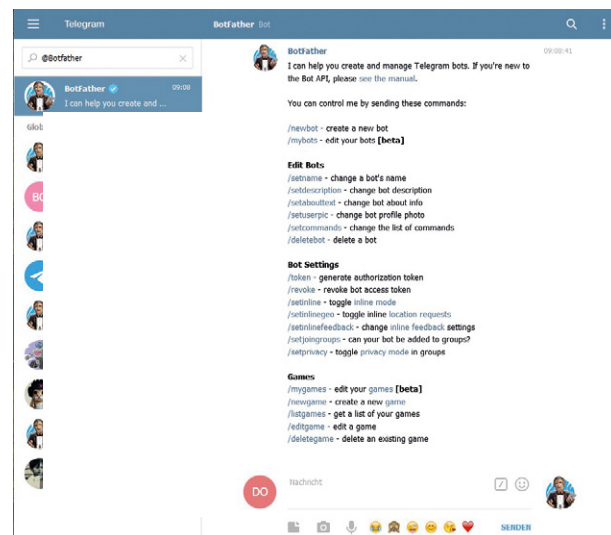 Telegram
BotFather Bot
@Botfather
BotFather
09:08
I can help you create and ...
Glob
BO
BotFather
09:08:41
I can help you create and manage Telegram bots. If you're new to
the Bot API, please see the manual.
You can control me by sending these commands:
/newbot - create a new bot
/mybots - edit your bots [beta]
Edit Bots
/setname - change a bot's name
/setdescription - change bot description
/setabouttext - change bot about info
/setuserpic - change bot profile photo
/setcommands - change the list of commands
/deletebot - delete a bot
Bot Settings
/token - generate authorization token
/revoke - revoke bot access token
/setinline - toggle inline mode
/setinlinegeo - toggle inline location requests
/setinlinefeedback - change inline feedback settings
/setjoingroups - can your bot be added to groups?
/setprivacy - toggle privacy mode in groups
Games
/mygames - edit your games [beta]
/newgame - create a new game
/listgames - get a list of your games
/editgame - edit a game
/deletegame - delete an existing game
DO
Nachricht
SENDEN